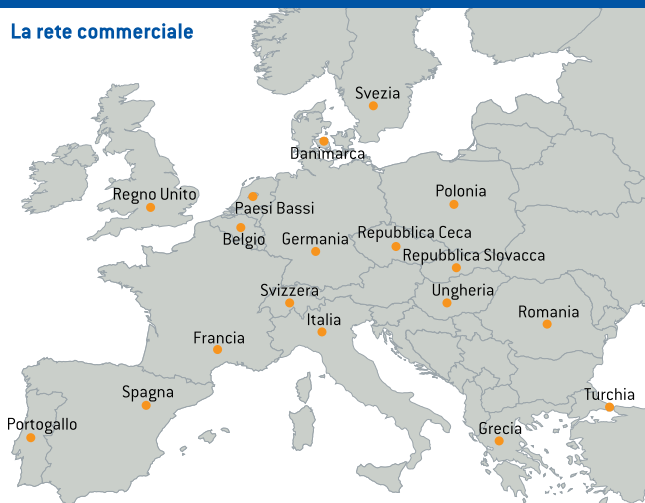 La rete commerciale
Svezia
Danimarca
Regno Unito
Polonia
Paesi Bassi
Belgio
Germania
Repubblica Ceca
Repubblica Slovacca
Svizzera
Ungheria
Italia
Romania
Francia
Spagna
Turchia
Portogallo
Grecia